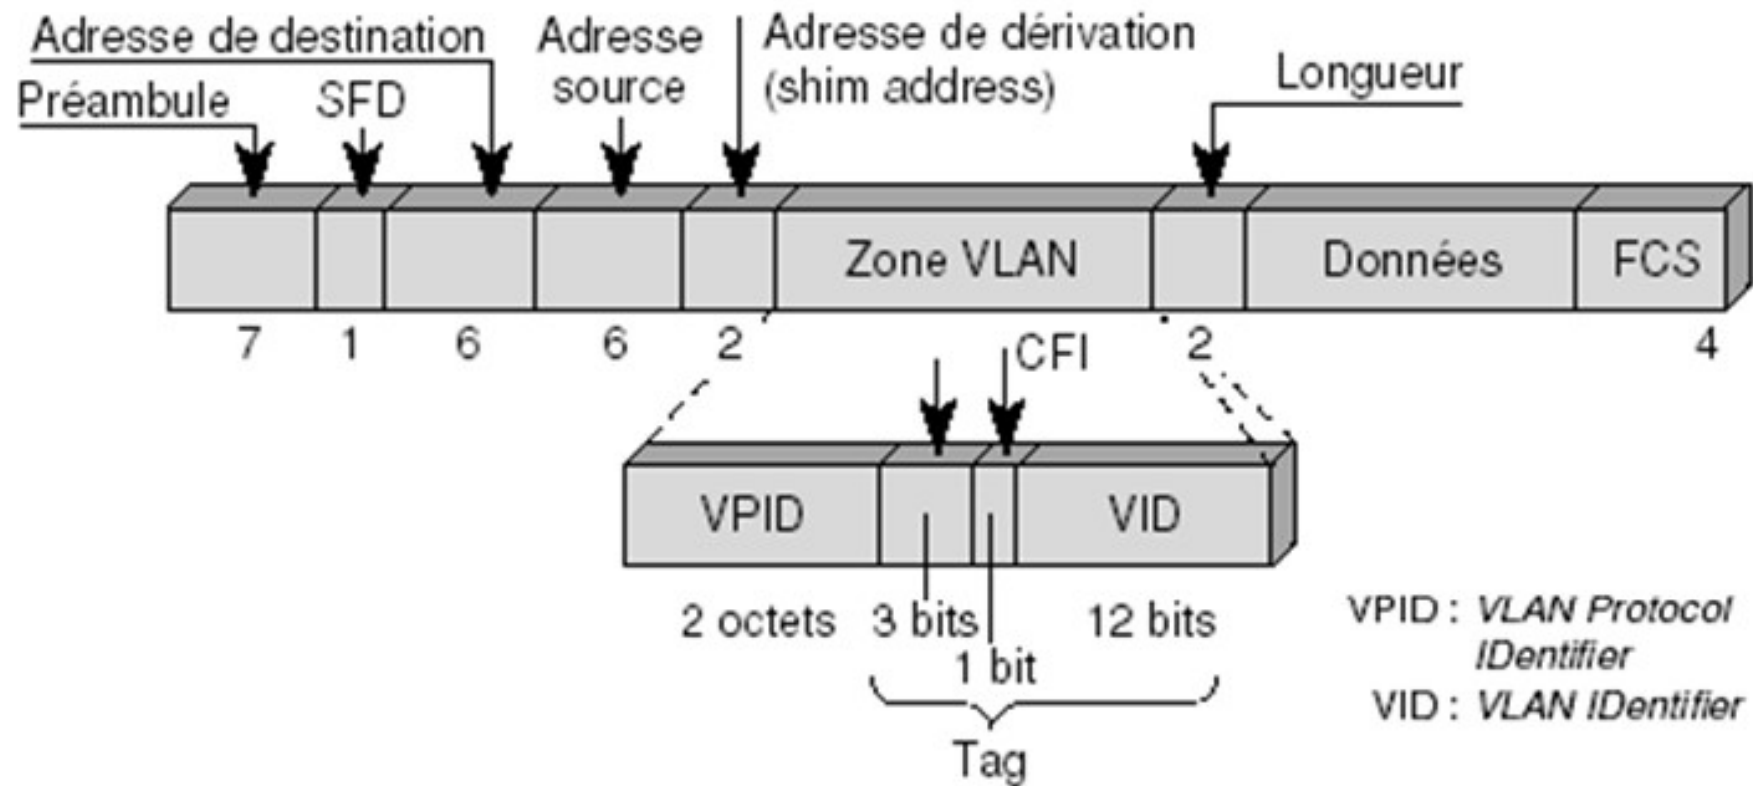 Adresse de destination
Adresse
source
Adresse de dérivation
(shim address)
Longueur
Préambule
SFD
Zone VLAN
Données
FCS
7
1
6
6
2
2
4
CFI
VPID
VID
2 octets
3 bits
1 bit
12 bits
Tag
VPID : VLAN Protocol
IDentifier
VID : VLAN IDentifier